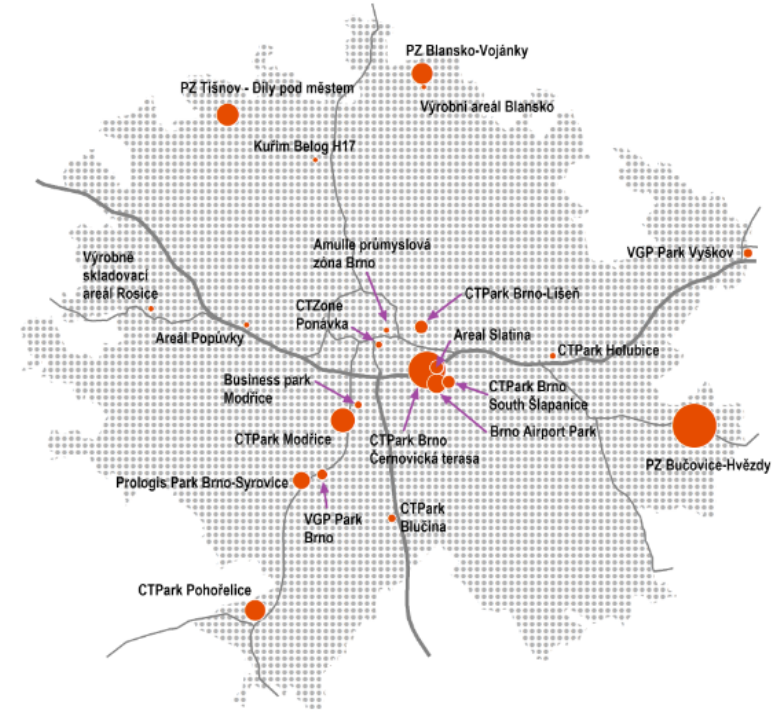 PZ Blansko-Vojánky
PZ Tišnov - Díly pod městem
Výrobní areál Blansko
Kuřim Belog H17
Amulle průmyslová
zóna Brno
VGP Park Vyškov
Výrobně
skladovací
areál Rosice
CTPark Brno-Líšeň
CTZone
Ponávka
Areal Slatina
Areál Popůvky
CTPark Holubice
Business park
Modřice
CTPark Brno
South Šlapanice
Brno Airport Park
CTPark Modřice
CTPark Brno
Černovická terasa
PZ Bučovice-Hvězdy
Prologis Park Brno-Syrovice
VGP Park
Brno
CTPark
Blučina
CTPark Pohořelice